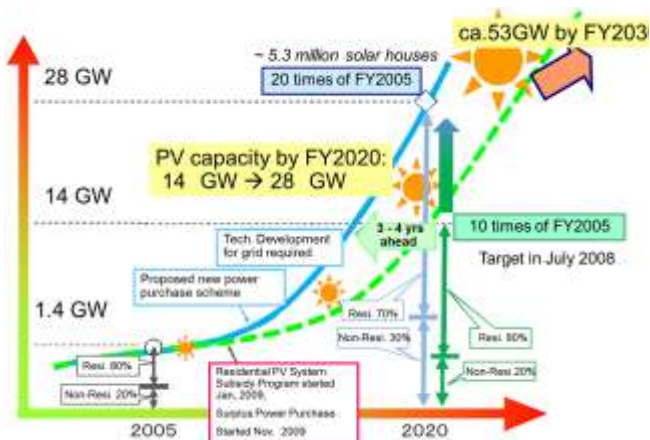 ca.53GW by FY203
~ 5.3 million solar houses
28 GW
20 times of FY2005
PV capacity by FY2020:
14 GW → 28 GW
14 GW
3 - 4 yrs
ahead
10 times of FY2005
Tech. Development
for grid required
Target in July 2008
Proposed new power
purchase scheme
1.4 GW
Resi. 70%
Non-Resi. 30%
Resi. 80%
Resi. 80%
Non-Resi. 20%
Non-Resi. 20%
Residential PV System
Subsidy Program started
Jan, 2009,
Surplus Power Purchase
Started Nov. 2009
2005
2020